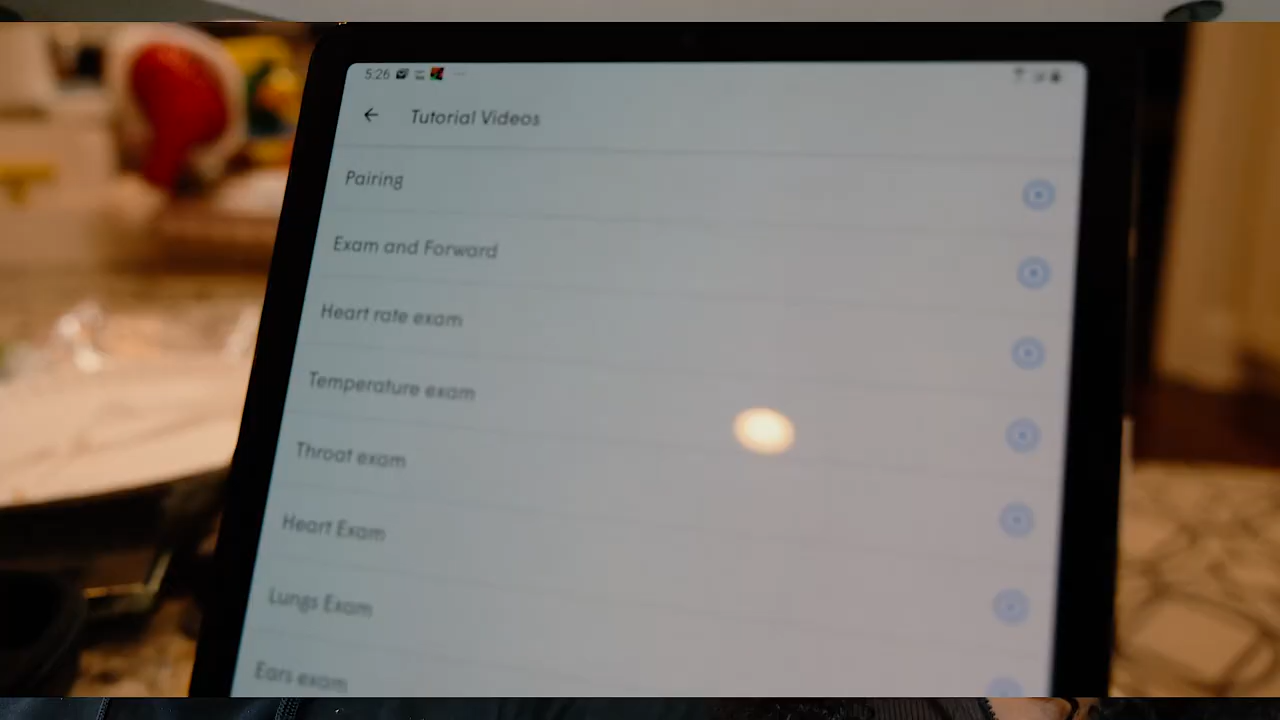 5:26
Tutorial Videos
Pairing
Exam and Forward
Heart rate exam
Temperature exam
Throat exam
Heart Exam
Lungs Exam
Ears exam